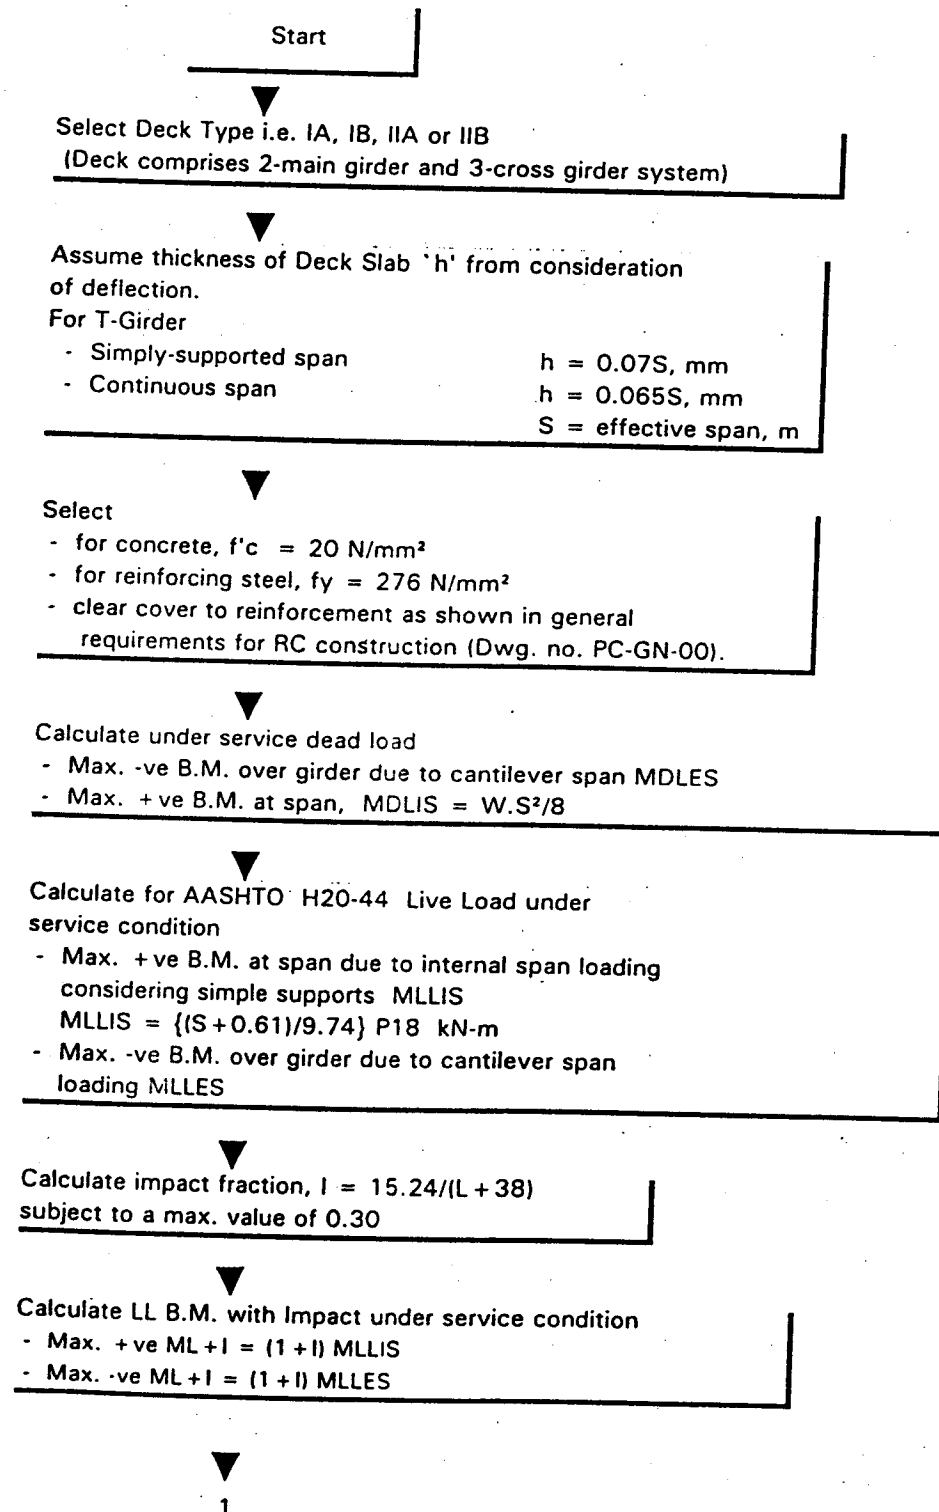 Start
Select Deck Type i.e. IA, IB, IIA or IIB
(Deck comprises 2-main girder and 3-cross girder system)
Assume thickness of Deck Slab `h' from consideration
of deflection.
For T-Girder
- Simply-supported span h = 0.07S, mm
- Continuous span h = 0.065S, mm
S = effective span, m
Select
- for concrete, f'c = 20 N/mm²
- for reinforcing steel, fy = 276 N/mm²
- clear cover to reinforcement as shown in general
requirements for RC construction (Dwg. no. PC-GN-00).
Calculate under service dead load
- Max. -ve B.M. over girder due to cantilever span MDLES
- Max. +ve B.M. at span, MDLIS = W.S²/8
Calculate for AASHTO H20-44 Live Load under
service condition
- Max. +ve B.M. at span due to internal span loading
considering simple supports MLLIS
MLLIS = {(S+0.61)/9.74} P18 kN-m
- Max. -ve B.M. over girder due to cantilever span
loading MLLES
Calculate impact fraction, I = 15.24/(L+38)
subject to a max. value of 0.30
Calculate LL B.M. with Impact under service condition
- Max. +ve ML+I = (1+I) MLLIS
- Max. -ve ML+I = (1+I) MLLES
1